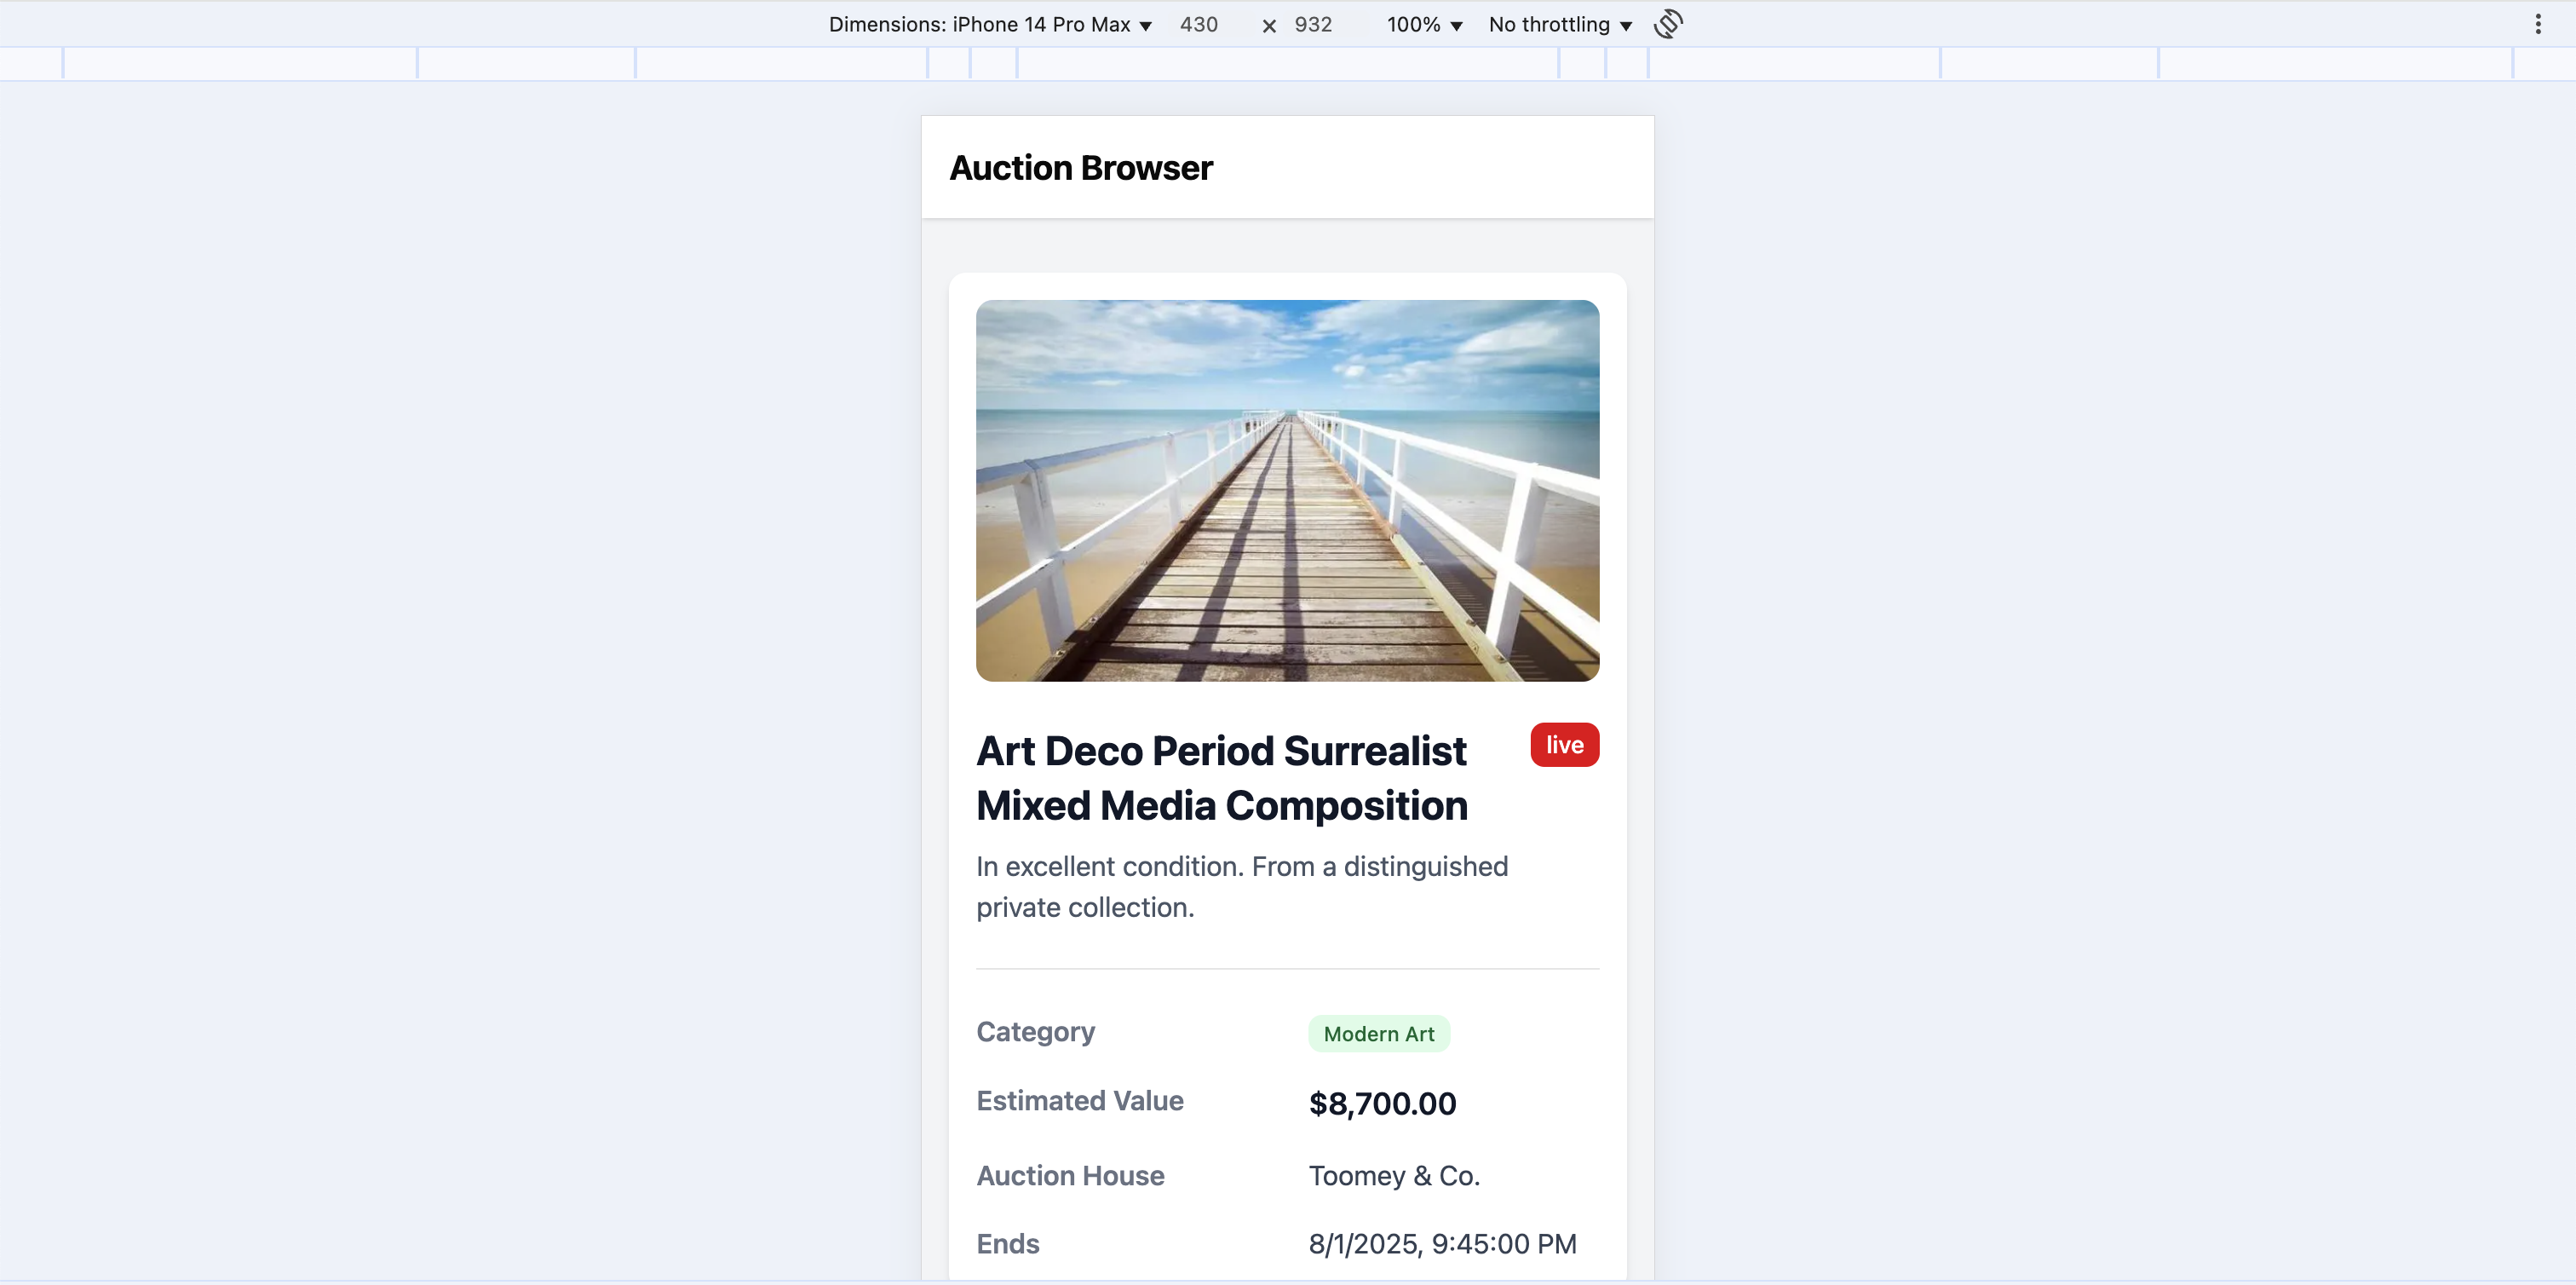 Dimensions: iPhone 14 Pro Max ▼ 430 × 932 100% ▼ No throttling ▼
Auction Browser
Art Deco Period Surrealist live
Mixed Media Composition
In excellent condition. From a distinguished
private collection.
Category Modern Art
Estimated Value $8,700.00
Auction House Toomey & Co.
Ends 8/1/2025, 9:45:00 PM